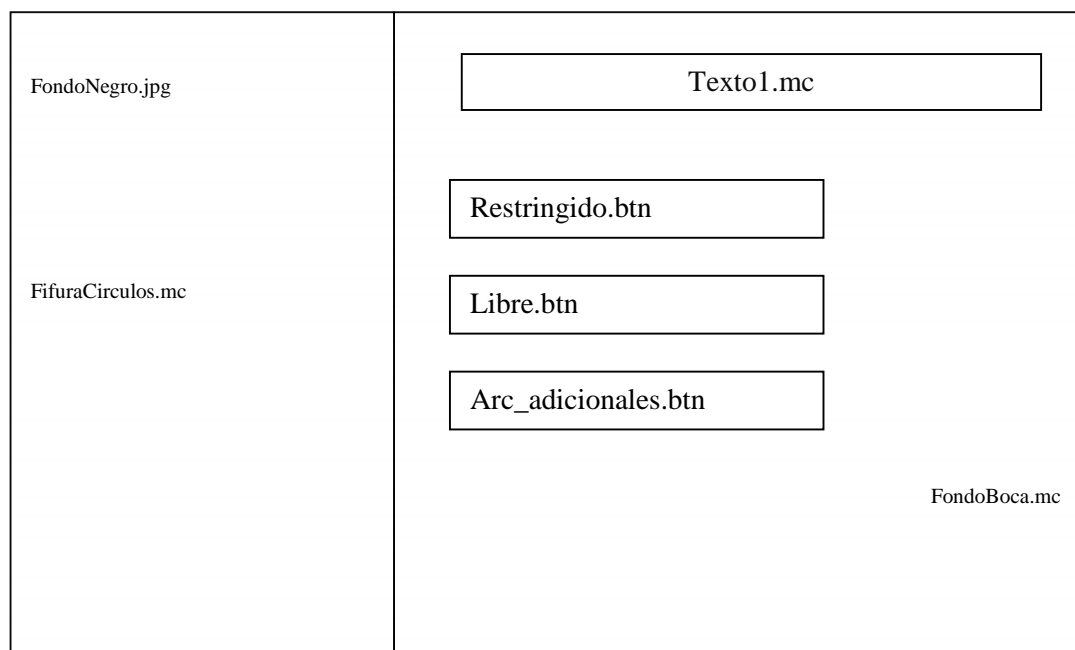 FondoNegro.jpg
FifuraCirculos.mc
Texto1.mc
Restringido.btn
Libre.btn
Arc_adicionales.btn
FondoBoca.mc